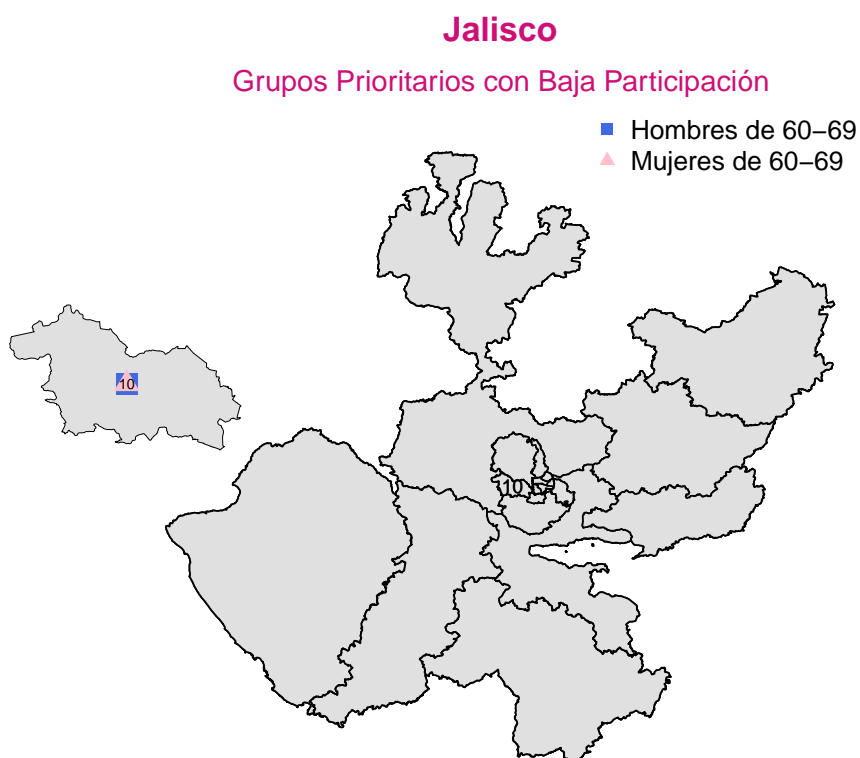 Jalisco
Grupos Prioritarios con Baja Participación
Hombres de 60−69
Mujeres de 60−69
10
10